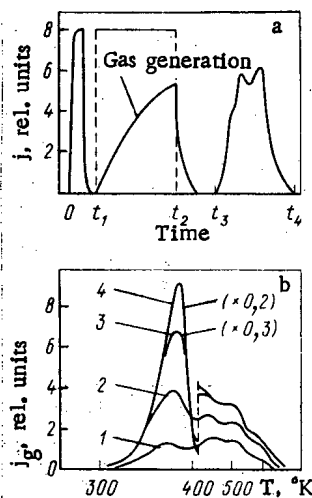 a
j, rel. units
8
6
4
2
Gas generation
0 t₁ t₂ t₃ t₄
Time
b
jg, rel. units
8
6
4
2
0
4 (×0,2)
3 (×0,3)
2
1
300 400 500 T, °K